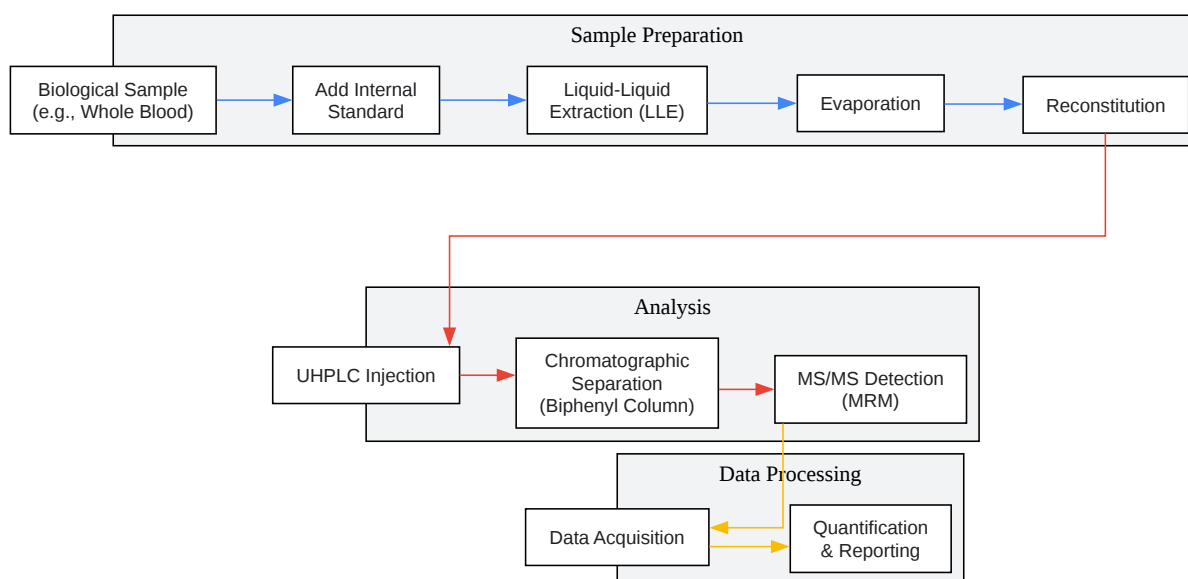 Sample Preparation
Biological Sample
(e.g., Whole Blood)
Add Internal
Standard
Liquid-Liquid
Extraction (LLE)
Evaporation
Reconstitution
Analysis
UHPLC Injection
Chromatographic
Separation
(Biphenyl Column)
MS/MS Detection
(MRM)
Data Processing
Data Acquisition
Quantification
& Reporting